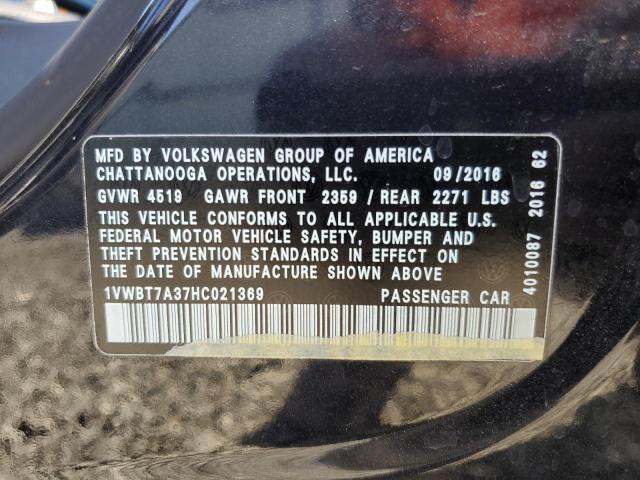 MFD BY VOLKSWAGEN GROUP OF AMERICA
CHATTANOOGA OPERATIONS, LLC. 09/2016
GVWR 4519 GAWR FRONT 2359 / REAR 2271 LBS
THIS VEHICLE CONFORMS TO ALL APPLICABLE U.S.
FEDERAL MOTOR VEHICLE SAFETY, BUMPER AND
THEFT PREVENTION STANDARDS IN EFFECT ON
THE DATE OF MANUFACTURE SHOWN ABOVE
1VWBT7A37HC021369 PASSENGER CAR
4010087 2016 62